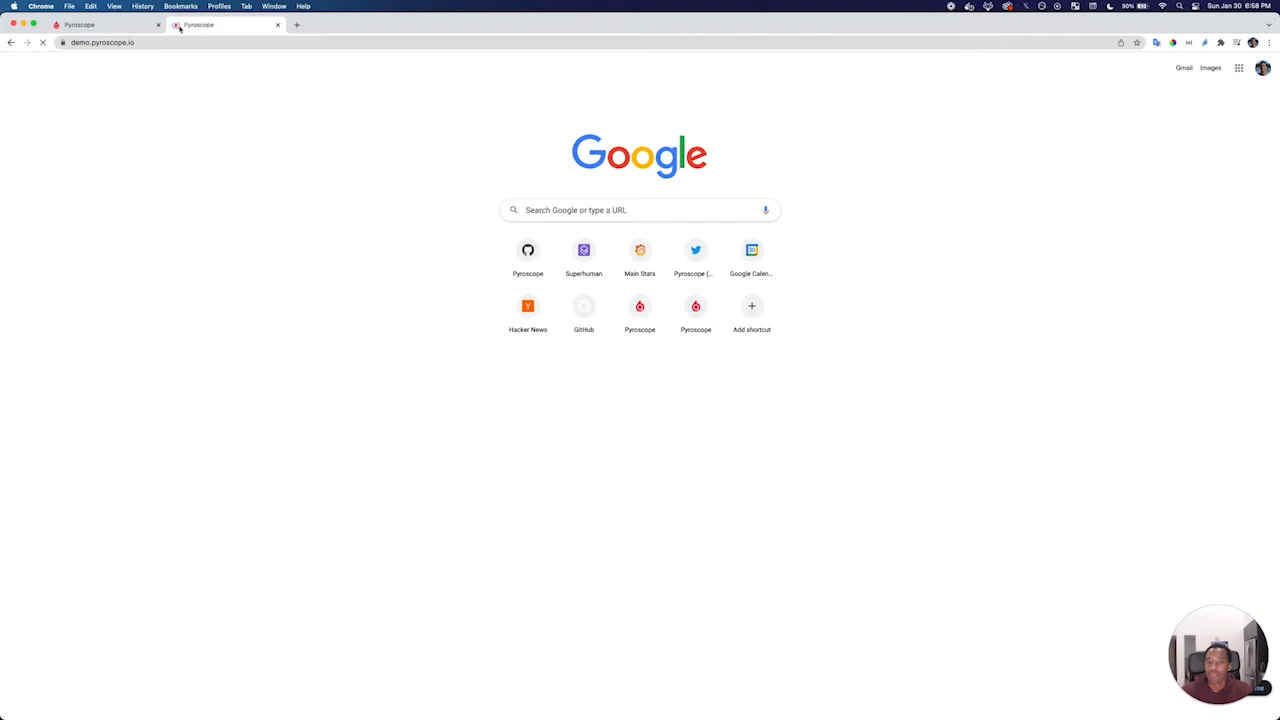 Chrome File Edit View History Bookmarks Profiles Tab Window Help
90% Sun Jan 30 6:58 PM
Pyroscope
Pyroscope
demo.pyroscope.io
Gmail Images
Google
Search Google or type a URL
Pyroscope Superhuman Main Stats Pyroscope (... Google Calen...
Hacker News GitHub Pyroscope Pyroscope Add shortcut